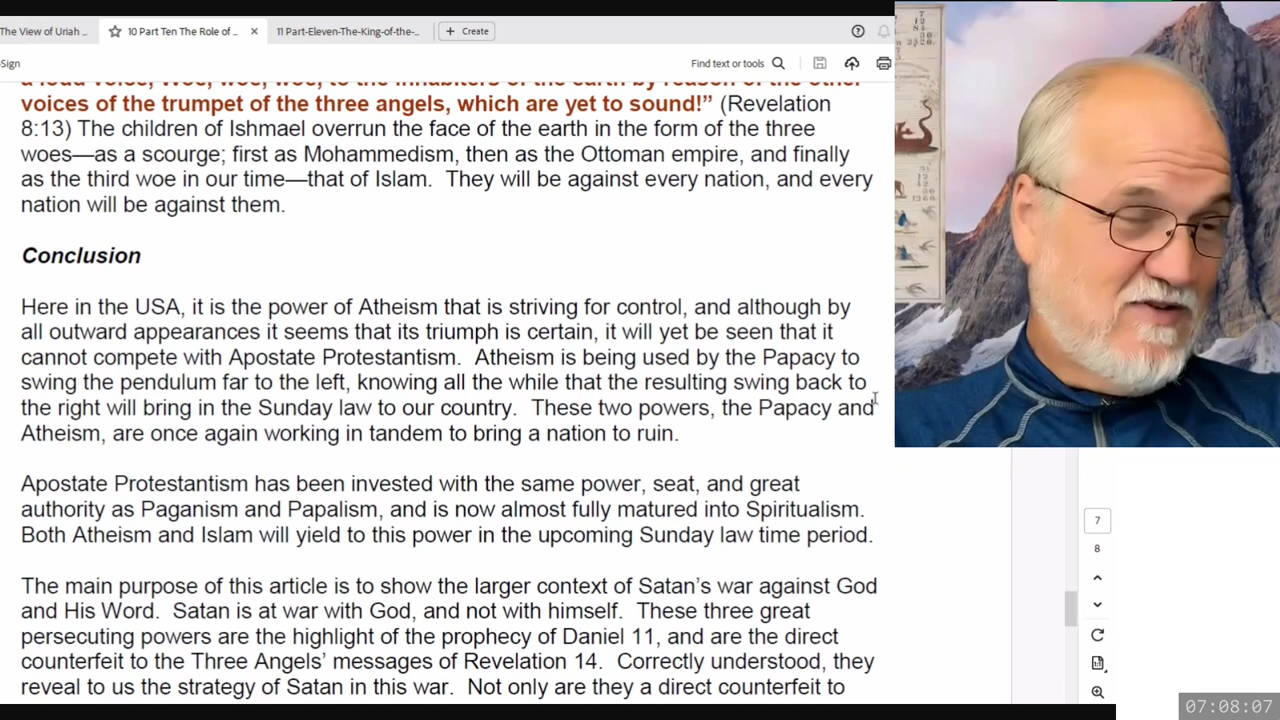 The View of Uriah ...
10 Part Ten The Role of ...
11 Part-Eleven-The-King-of-the-...
Create
Sign
Find text or tools
a loud voice, Woe, woe, woe, to the inhabiters of the earth by reason of the other
voices of the trumpet of the three angels, which are yet to sound!” (Revelation
8:13) The children of Ishmael overrun the face of the earth in the form of the three
woes—as a scourge; first as Mohammedism, then as the Ottoman empire, and finally
as the third woe in our time—that of Islam.  They will be against every nation, and every
nation will be against them.
Conclusion
Here in the USA, it is the power of Atheism that is striving for control, and although by
all outward appearances it seems that its triumph is certain, it will yet be seen that it
cannot compete with Apostate Protestantism.  Atheism is being used by the Papacy to
swing the pendulum far to the left, knowing all the while that the resulting swing back to
the right will bring in the Sunday law to our country.  These two powers, the Papacy and
Atheism, are once again working in tandem to bring a nation to ruin.
Apostate Protestantism has been invested with the same power, seat, and great
authority as Paganism and Papalism, and is now almost fully matured into Spiritualism.
Both Atheism and Islam will yield to this power in the upcoming Sunday law time period.
The main purpose of this article is to show the larger context of Satan’s war against God
and His Word.  Satan is at war with God, and not with himself.  These three great
persecuting powers are the highlight of the prophecy of Daniel 11, and are the direct
counterfeit to the Three Angels’ messages of Revelation 14.  Correctly understood, they
reveal to us the strategy of Satan in this war.  Not only are they a direct counterfeit to
7
8
07:08:07